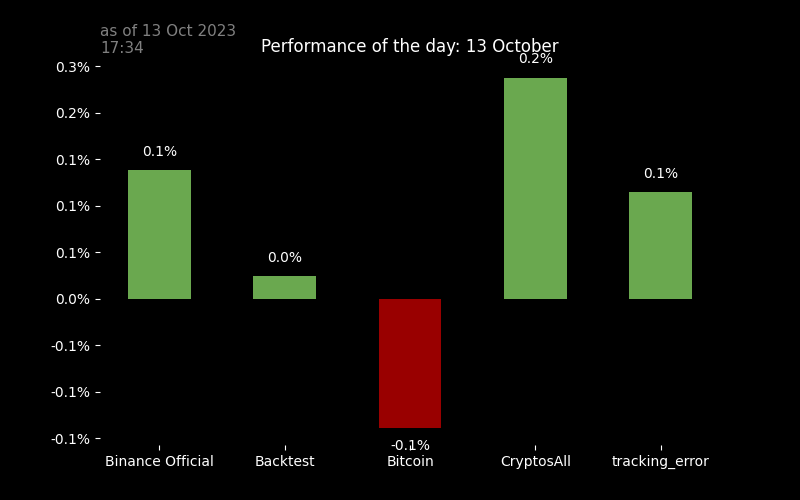 as of 13 Oct 2023
17:34
Performance of the day: 13 October
0.3%
0.2%
0.1%
0.1%
0.1%
0.0%
-0.1%
-0.1%
-0.1%
0.1%
0.0%
-0.1%
0.2%
0.1%
Binance Official
Backtest
Bitcoin
CryptosAll
tracking_error